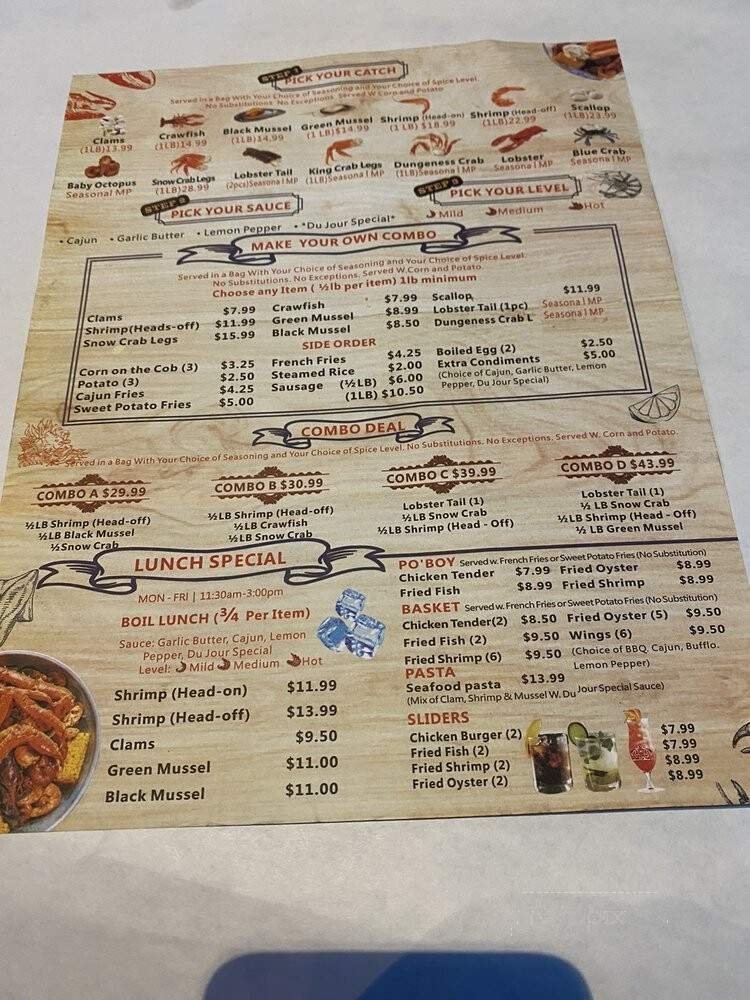 STEP 1 PICK YOUR CATCH
Served in a Bag With Your Choice of Seasoning and Your Choice of Spice Level.
No Substitutions. No Exceptions. Served W.Corn and Potato
Clams (1LB)13.99
Crawfish (1LB)14.99
Black Mussel (1LB)14.99
Green Mussel (1 LB)$14.99
Shrimp (Head-on) (1 LB) $18.99
Shrimp (Head-off) (1LB)22.99
Scallop (1LB)23.99
Baby Octopus Seasonal MP
Snow Crab Legs (1LB)28.99
Lobster Tail (2pcs)Seasonal MP
King Crab Legs (1LB)Seasonal MP
Dungeness Crab (1LB)Seasonal MP
Lobster Seasonal MP
Blue Crab Seasonal MP
STEP 2 PICK YOUR SAUCE
• Cajun • Garlic Butter • Lemon Pepper • *Du Jour Special*
STEP 3 PICK YOUR LEVEL
Mild Medium Hot
MAKE YOUR OWN COMBO
Served in a Bag With Your Choice of Seasoning and Your Choice of Spice Level.
No Substitutions. No Exceptions. Served W.Corn and Potato.
Choose any Item ( ½lb per item) 1lb minimum
Clams $7.99 Crawfish $7.99 Scallop $11.99
Shrimp(Heads-off) $11.99 Green Mussel $8.99 Lobster Tail (1pc) Seasonal MP
Snow Crab Legs $15.99 Black Mussel $8.50 Dungeness Crab L Seasonal MP
SIDE ORDER
Corn on the Cob (3) $3.25 French Fries $4.25 Boiled Egg (2) $2.50
Potato (3) $2.50 Steamed Rice $2.00 Extra Condiments $5.00
Cajun Fries $4.25 Sausage (½LB) $6.00 (Choice of Cajun, Garlic Butter, Lemon
Sweet Potato Fries $5.00 (1LB) $10.50 Pepper, Du Jour Special)
COMBO DEAL
Served in a Bag With Your Choice of Seasoning and Your Choice of Spice Level. No Substitutions. No Exceptions. Served W. Corn and Potato.
COMBO A $29.99
½LB Shrimp (Head-off)
½LB Black Mussel
½Snow Crab
COMBO B $30.99
½LB Shrimp (Head-off)
½LB Crawfish
½LB Snow Crab
COMBO C $39.99
Lobster Tail (1)
½LB Snow Crab
½LB Shrimp (Head - Off)
COMBO D $43.99
Lobster Tail (1)
½ LB Snow Crab
½LB Shrimp (Head - Off)
½ LB Green Mussel
LUNCH SPECIAL
MON - FRI | 11:30am-3:00pm
BOIL LUNCH (¾ Per Item)
Sauce: Garlic Butter, Cajun, Lemon
Pepper, Du Jour Special
Level: Mild Medium Hot
Shrimp (Head-on) $11.99
Shrimp (Head-off) $13.99
Clams $9.50
Green Mussel $11.00
Black Mussel $11.00
PO'BOY Served w. French Fries or Sweet Potato Fries (No Substitution)
Chicken Tender $7.99 Fried Oyster $8.99
Fried Fish $8.99 Fried Shrimp $8.99
BASKET Served w. French Fries or Sweet Potato Fries (No Substitution)
Chicken Tender(2) $8.50 Fried Oyster (5) $9.50
Fried Fish (2) $9.50 Wings (6) $9.50
Fried Shrimp (6) $9.50 (Choice of BBQ, Cajun, Bufflo.
Lemon Pepper)
PASTA
Seafood pasta $13.99
(Mix of Clam, Shrimp & Mussel W. Du Jour Special Sauce)
SLIDERS
Chicken Burger (2) $7.99
Fried Fish (2) $7.99
Fried Shrimp (2) $8.99
Fried Oyster (2) $8.99